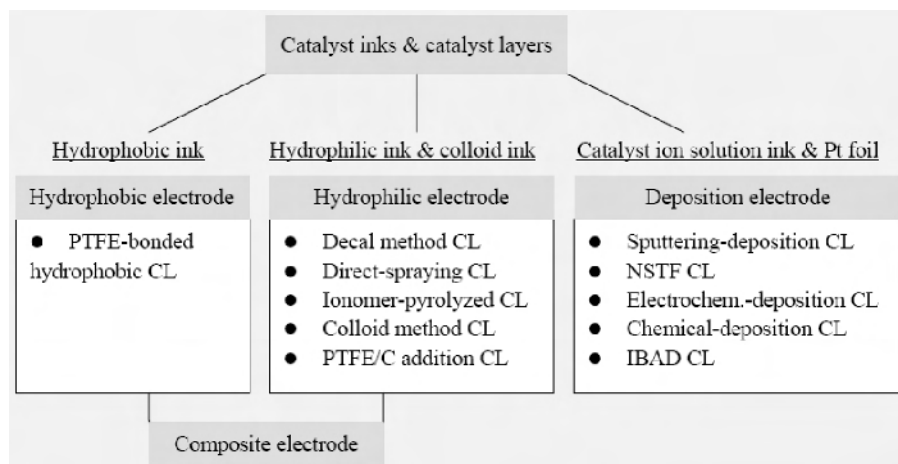 Catalyst inks & catalyst layers
Hydrophobic ink
Hydrophobic electrode
● PTFE-bonded
hydrophobic CL
Hydrophilic ink & colloid ink
Hydrophilic electrode
● Decal method CL
● Direct-spraying CL
● Ionomer-pyrolyzed CL
● Colloid method CL
● PTFE/C addition CL
Catalyst ion solution ink & Pt foil
Deposition electrode
● Sputtering-deposition CL
● NSTF CL
● Electrochem.-deposition CL
● Chemical-deposition CL
● IBAD CL
Composite electrode